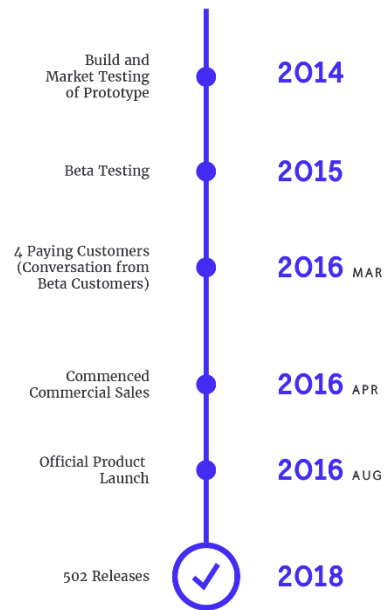 Build and
Market Testing
of Prototype
2014
Beta Testing
2015
4 Paying Customers
(Conversation from
Beta Customers)
2016 MAR
Commenced
Commercial Sales
2016 APR
Official Product
Launch
2016 AUG
502 Releases
2018